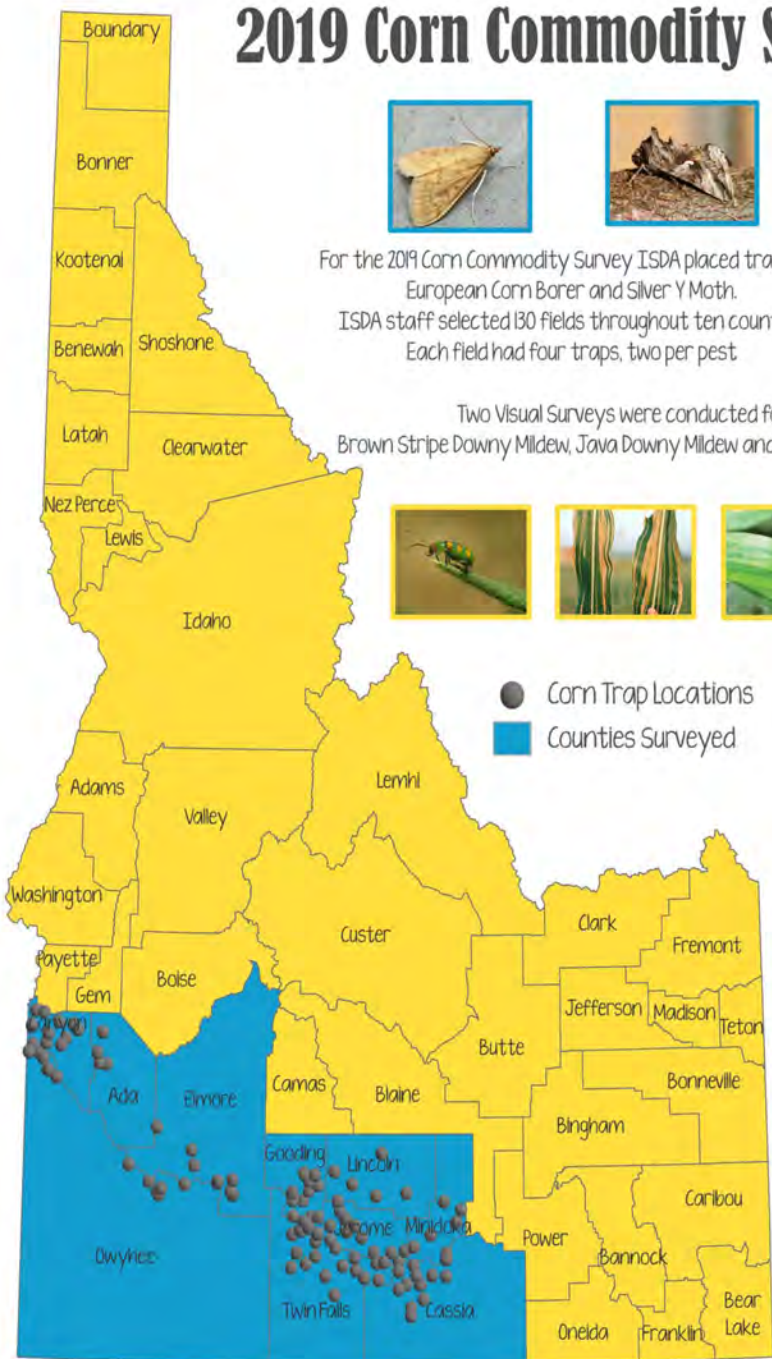 2019 Corn Commodity S
For the 2019 Corn Commodity Survey ISDA placed tra
European Corn Borer and Silver Y Moth.
ISDA staff selected 130 fields throughout ten count
Each field had four traps, two per pest
Two Visual Surveys were conducted f
Brown Stripe Downy Mildew, Java Downy Mildew and
Corn Trap Locations
Counties Surveyed
Boundary
Bonner
Kootenai
Benewah
Shoshone
Latah
Clearwater
Nez Perce
Lewis
Idaho
Adams
Valley
Lemhi
Washington
Custer
Clark
Fremont
Payette
Gem
Boise
Jefferson
Madison
Teton
Canyon
Ada
Elmore
Camas
Blaine
Butte
Bonneville
Bingham
Gooding
Lincoln
Caribou
Jerome
Minidoka
Power
Bannock
Owyhee
Twin Falls
Cassia
Oneida
Franklin
Bear
Lake